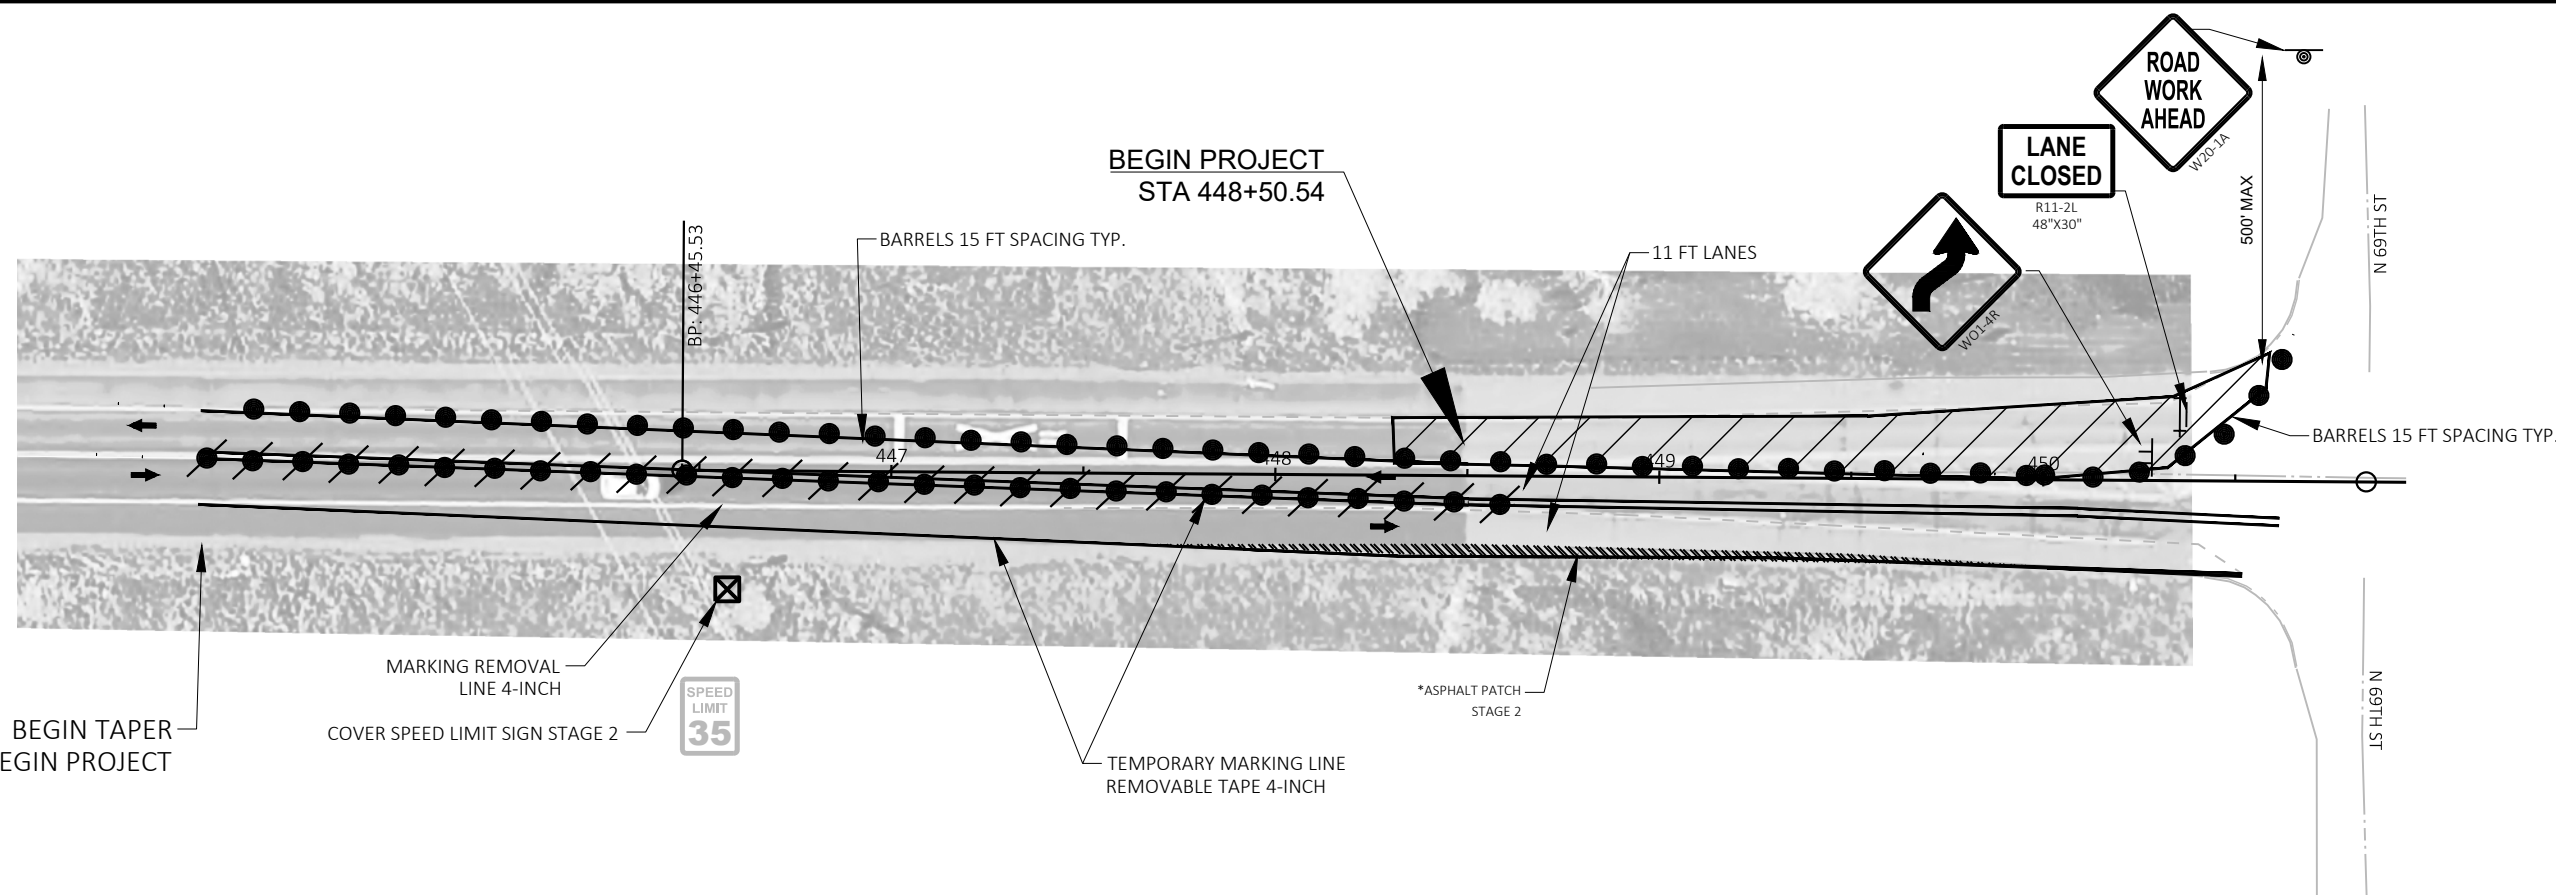 ROAD
WORK
AHEAD
W20-1A
LANE
CLOSED
R11-2L
48"X30"
500' MAX
N 69TH ST
BEGIN PROJECT
STA 448+50.54
WO1-4R
BP: 446+45.53
BARRELS 15 FT SPACING TYP.
11 FT LANES
447
448
449
450
BARRELS 15 FT SPACING TYP.
MARKING REMOVAL
LINE 4-INCH
SPEED
LIMIT
35
*ASPHALT PATCH
STAGE 2
N 69TH ST
BEGIN TAPER
EGIN PROJECT
COVER SPEED LIMIT SIGN STAGE 2
TEMPORARY MARKING LINE
REMOVABLE TAPE 4-INCH